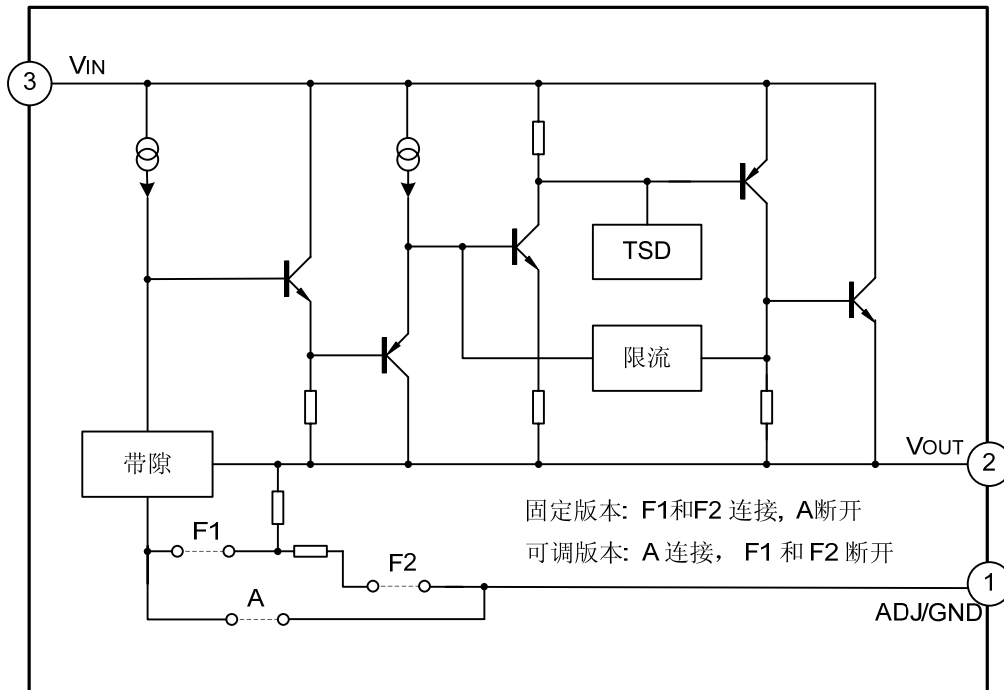 3
VIN
TSD
限流
带隙
VOUT
2
固定版本: F1和F2 连接, A断开
可调版本: A 连接, F1 和 F2 断开
F1
F2
A
1
ADJ/GND